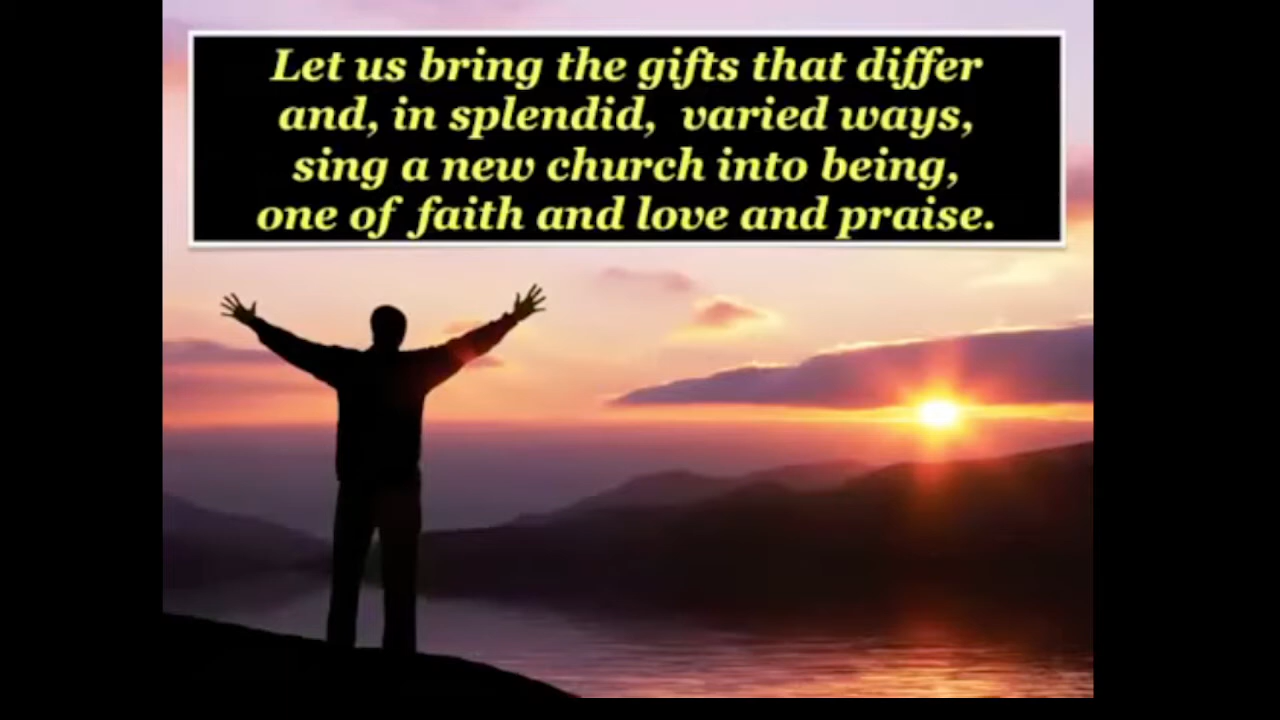 Let us bring the gifts that differ
and, in splendid, varied ways,
sing a new church into being,
one of faith and love and praise.